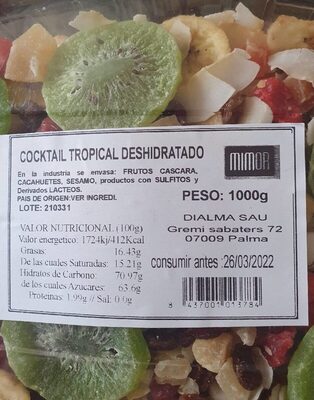 COCKTAIL TROPICAL DESHIDRATADO
En la industria se envasa: FRUTOS CASCARA,
CACAHUETES, SESAMO, productos con SULFITOS y
Derivados LACTEOS.
PAIS DE ORIGEN:VER INGREDI.
LOTE: 210331
mimor
PESO: 1000g
VALOR NUTRICIONAL (100g)
Valor energetico: 1724kj/412Kcal
Grasas: 16.43g
De las cuales Saturadas: 15.21g
Hidratos de Carbono: 70.97g
de los cuales Azucares: 63.6g
Proteinas: 1.99g // Sal: 0.0g
DIALMA SAU
Gremi sabaters 72
07009 Palma
consumir antes :26/03/2022
8 437001 013784